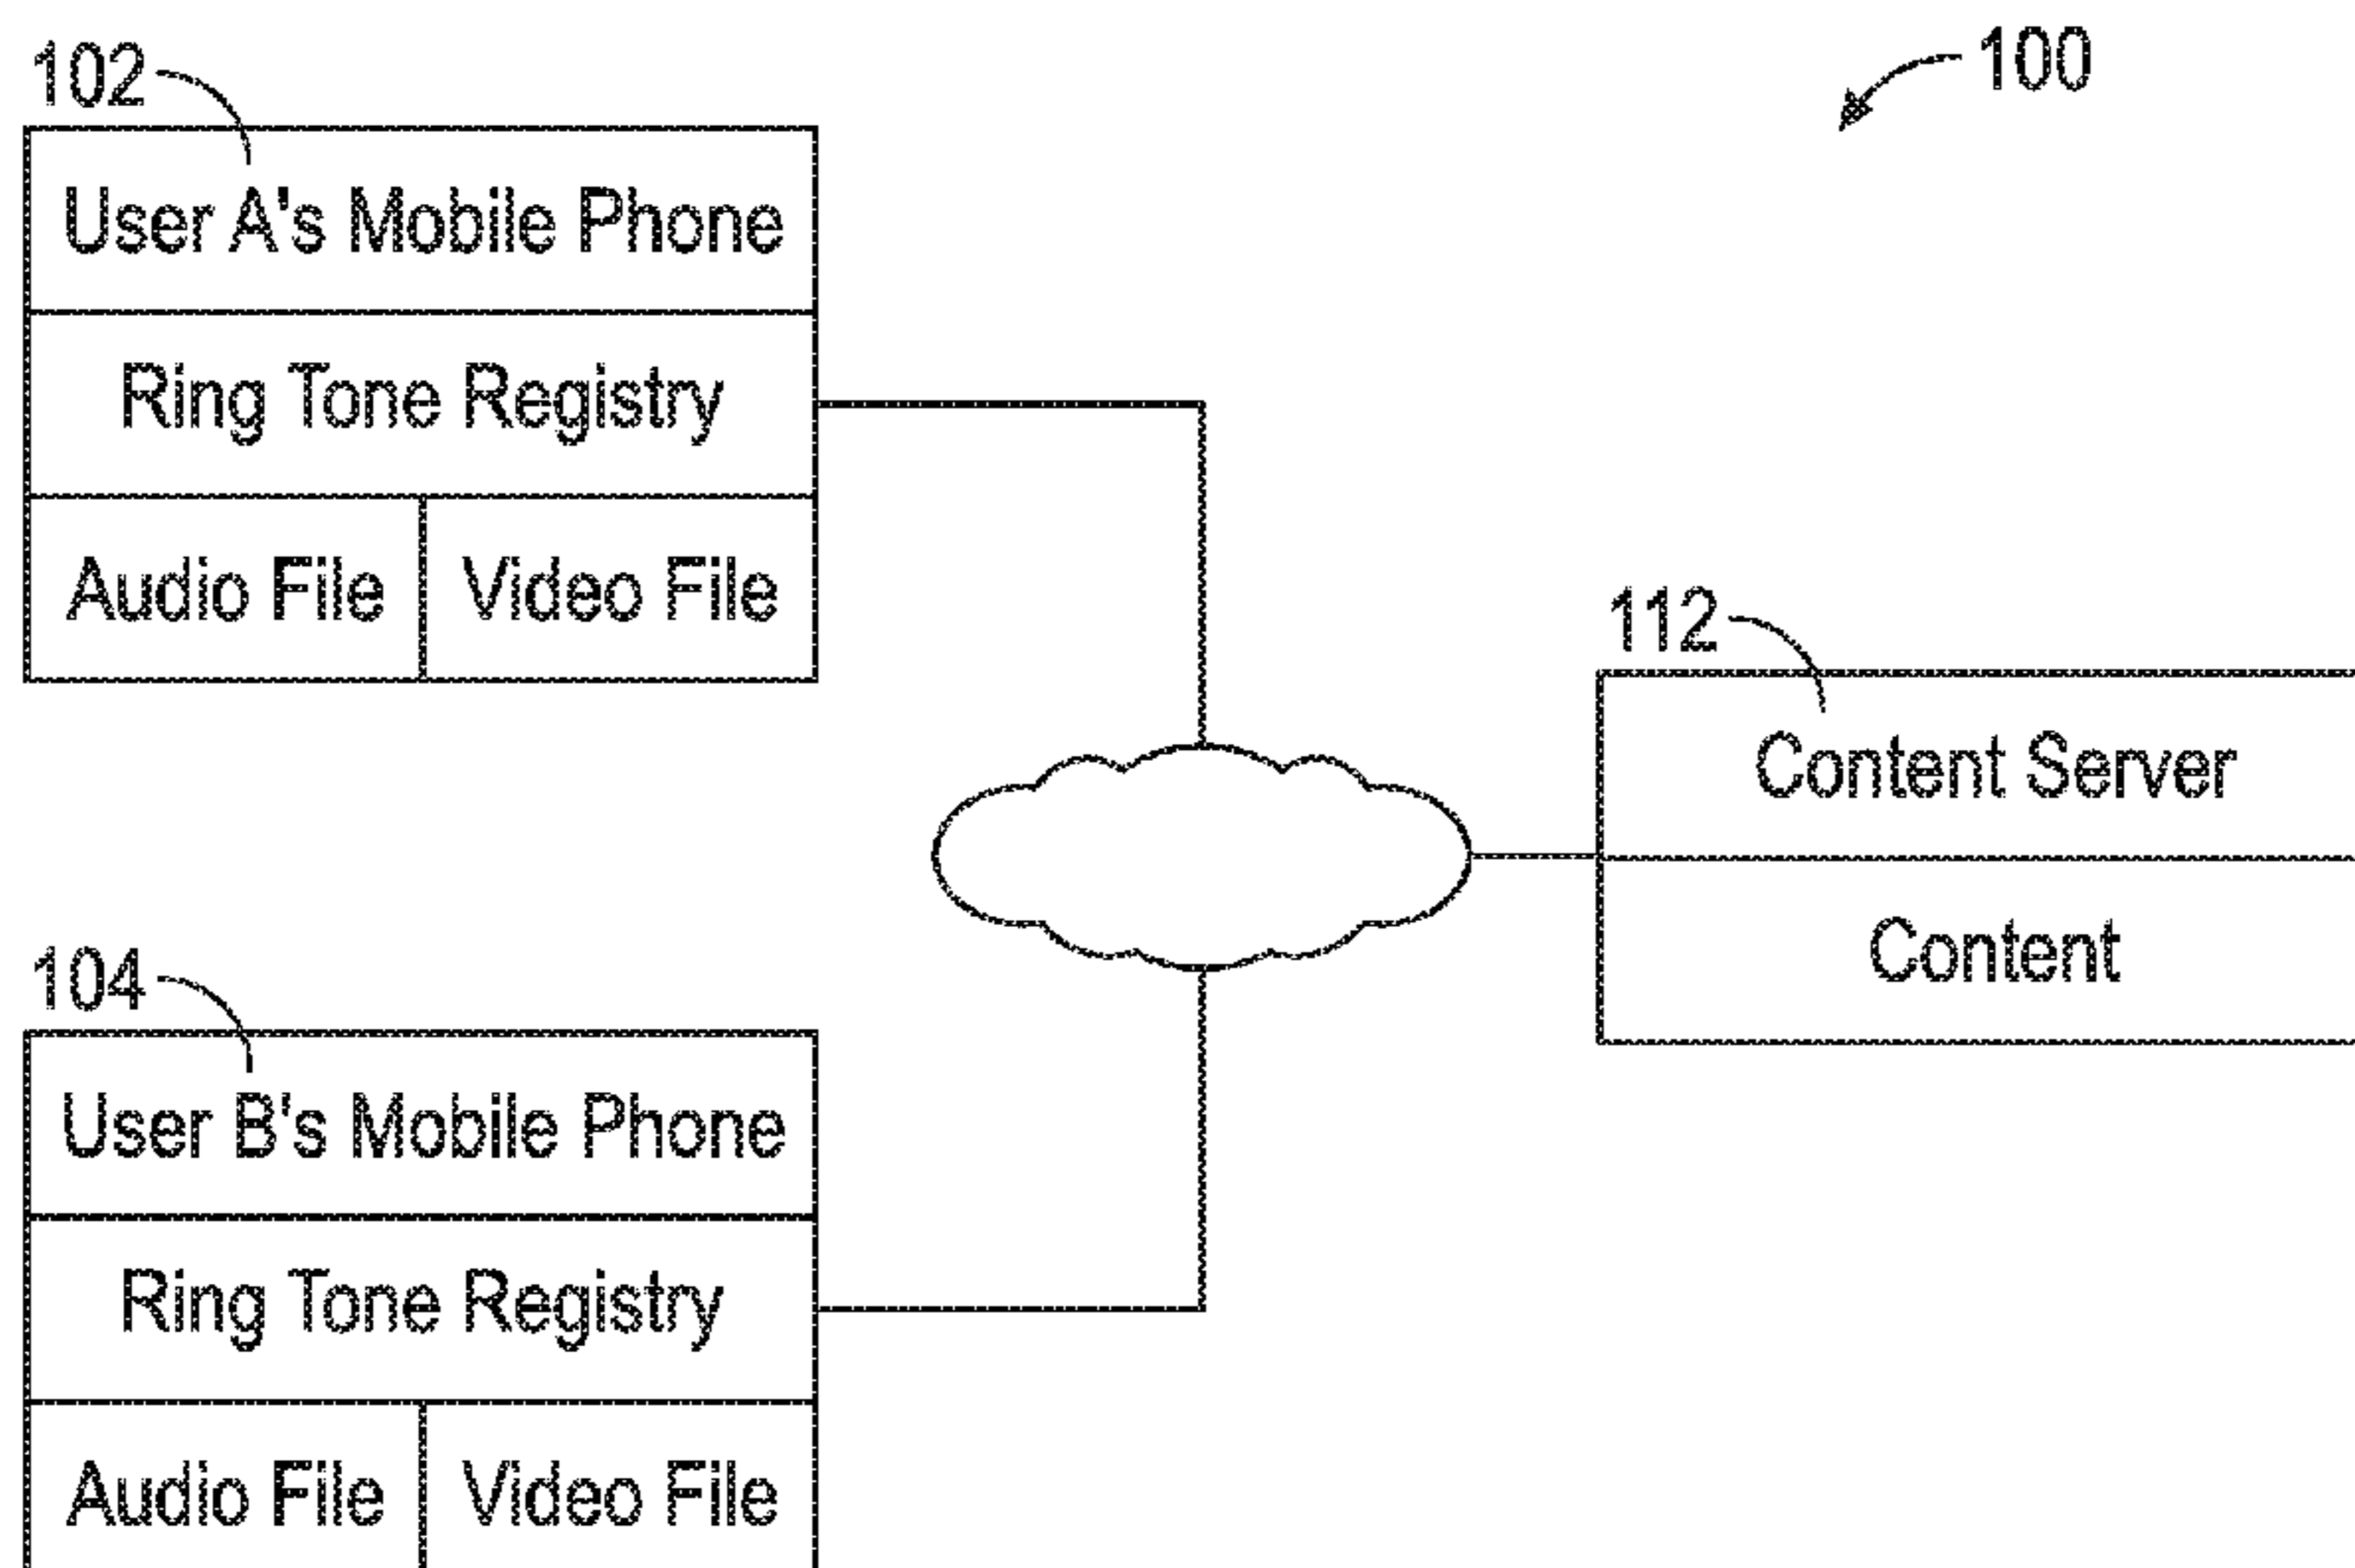 100
102
User A's Mobile Phone
Ring Tone Registry
Audio File
Video File
112
Content Server
Content
104
User B's Mobile Phone
Ring Tone Registry
Audio File
Video File